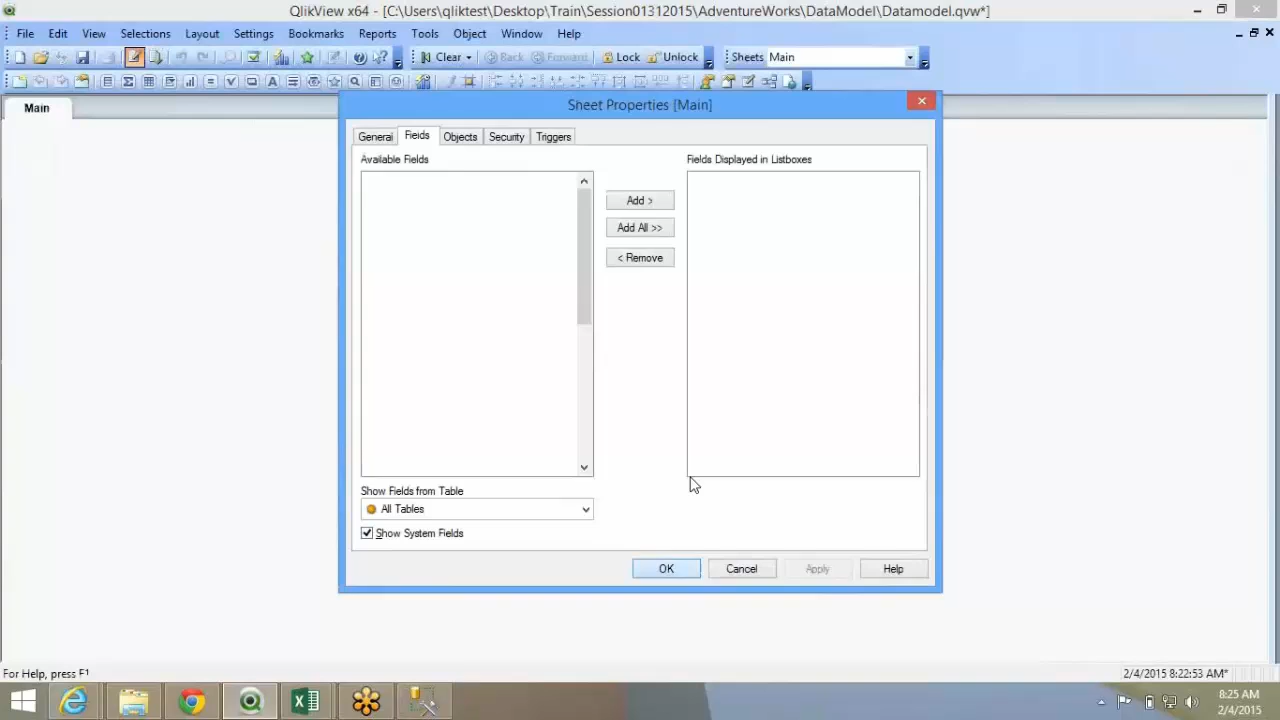 QlikView x64 - [C:\Users\qliktest\Desktop\Train\Session01312015\AdventureWorks\DataModel\Datamodel.qvw*]
File Edit View Selections Layout Settings Bookmarks Reports Tools Object Window Help
Clear Back Forward Lock Unlock Sheets Main
Main
Sheet Properties [Main]
General Fields Objects Security Triggers
Available Fields Fields Displayed in Listboxes
Add >
Add All >>
< Remove
Show Fields from Table
All Tables
Show System Fields
OK Cancel Apply Help
For Help, press F1 2/4/2015 8:22:53 AM*
8:25 AM
2/4/2015